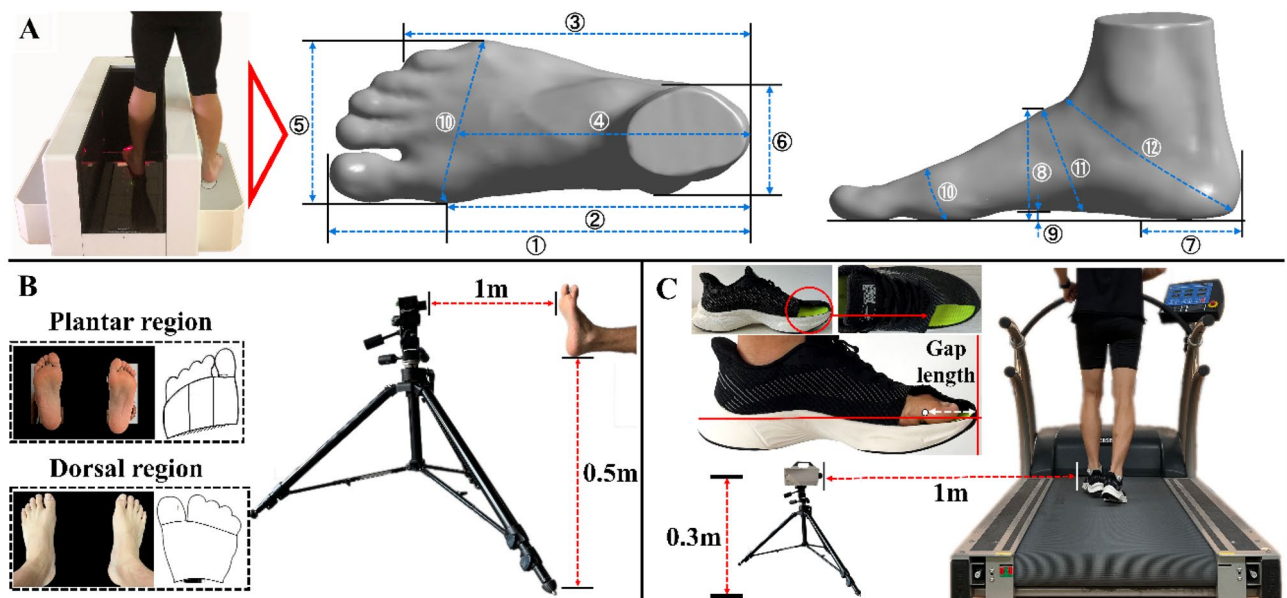 A
③
⑤
⑩
④
⑥
②
①
⑧
⑪
⑫
⑩
⑨
⑦
B
1m
Plantar region
Dorsal region
0.5m
C
Gap
length
1m
0.3m